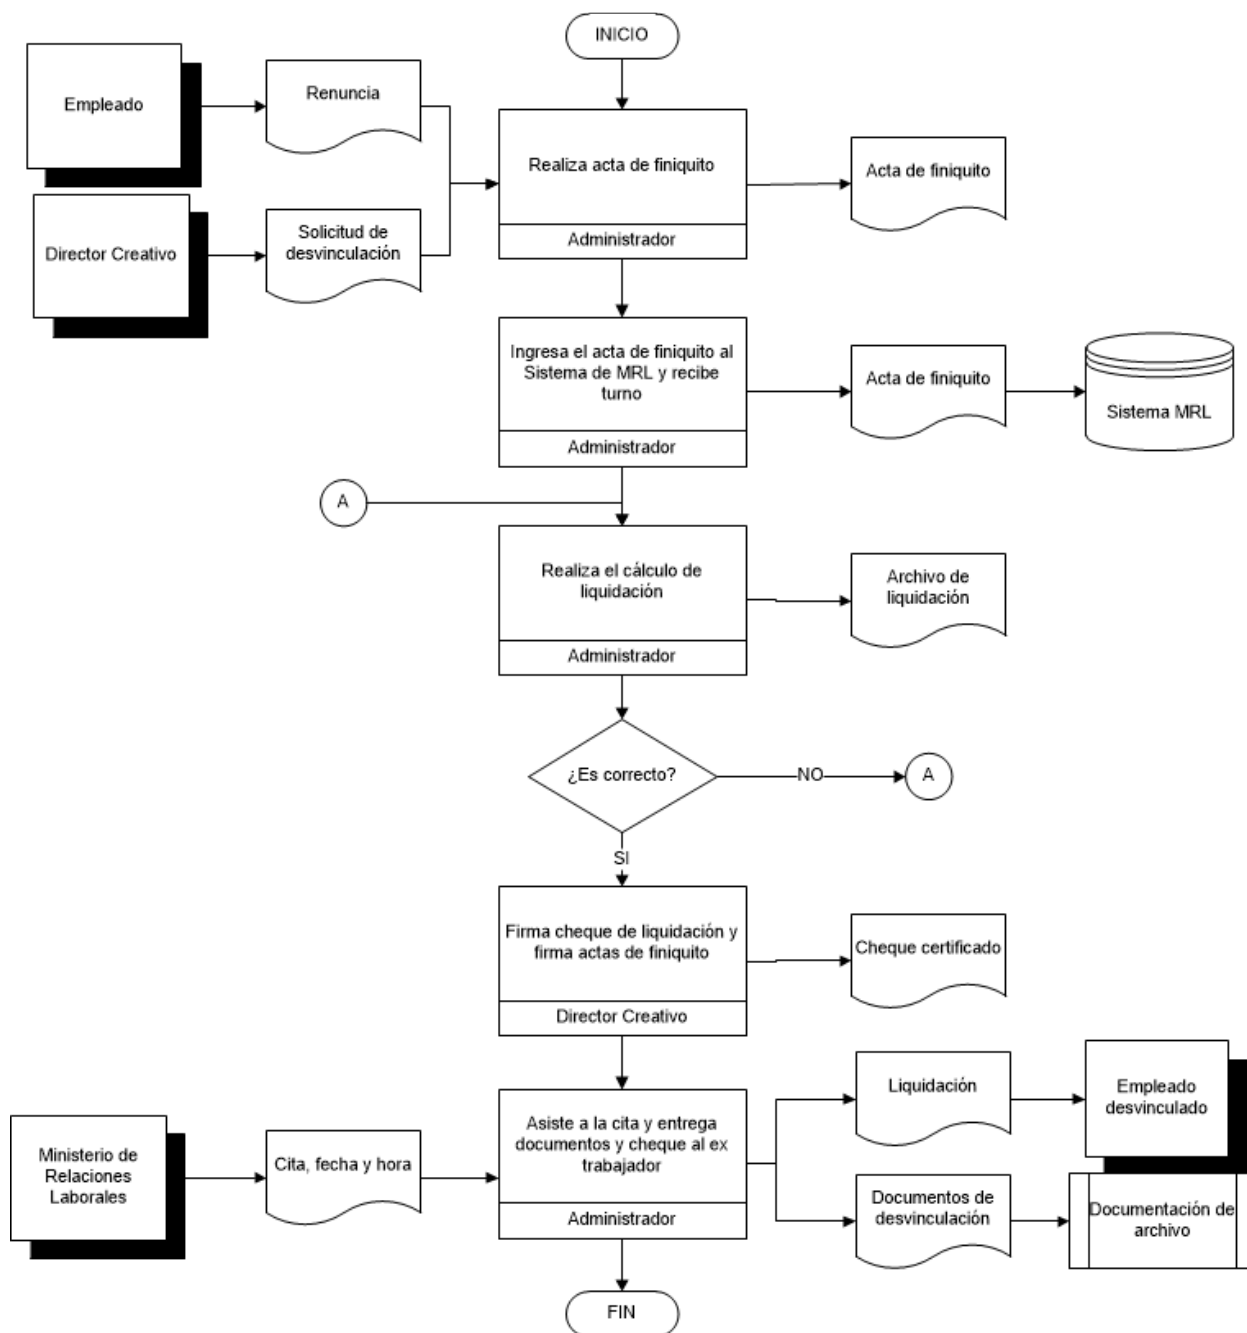 INICIO
Empleado
Renuncia
Realiza acta de finiquito
Administrador
Acta de finiquito
Director Creativo
Solicitud de
desvinculación
Ingresa el acta de finiquito al
Sistema de MRL y recibe
turno
Administrador
Acta de finiquito
Sistema MRL
A
Realiza el cálculo de
liquidación
Administrador
Archivo de
liquidación
¿Es correcto?
NO
A
SI
Firma cheque de liquidación y
firma actas de finiquito
Director Creativo
Cheque certificado
Ministerio de
Relaciones
Laborales
Cita, fecha y hora
Asiste a la cita y entrega
documentos y cheque al ex
trabajador
Administrador
Liquidación
Empleado
desvinculado
Documentos de
desvinculación
Documentación de
archivo
FIN